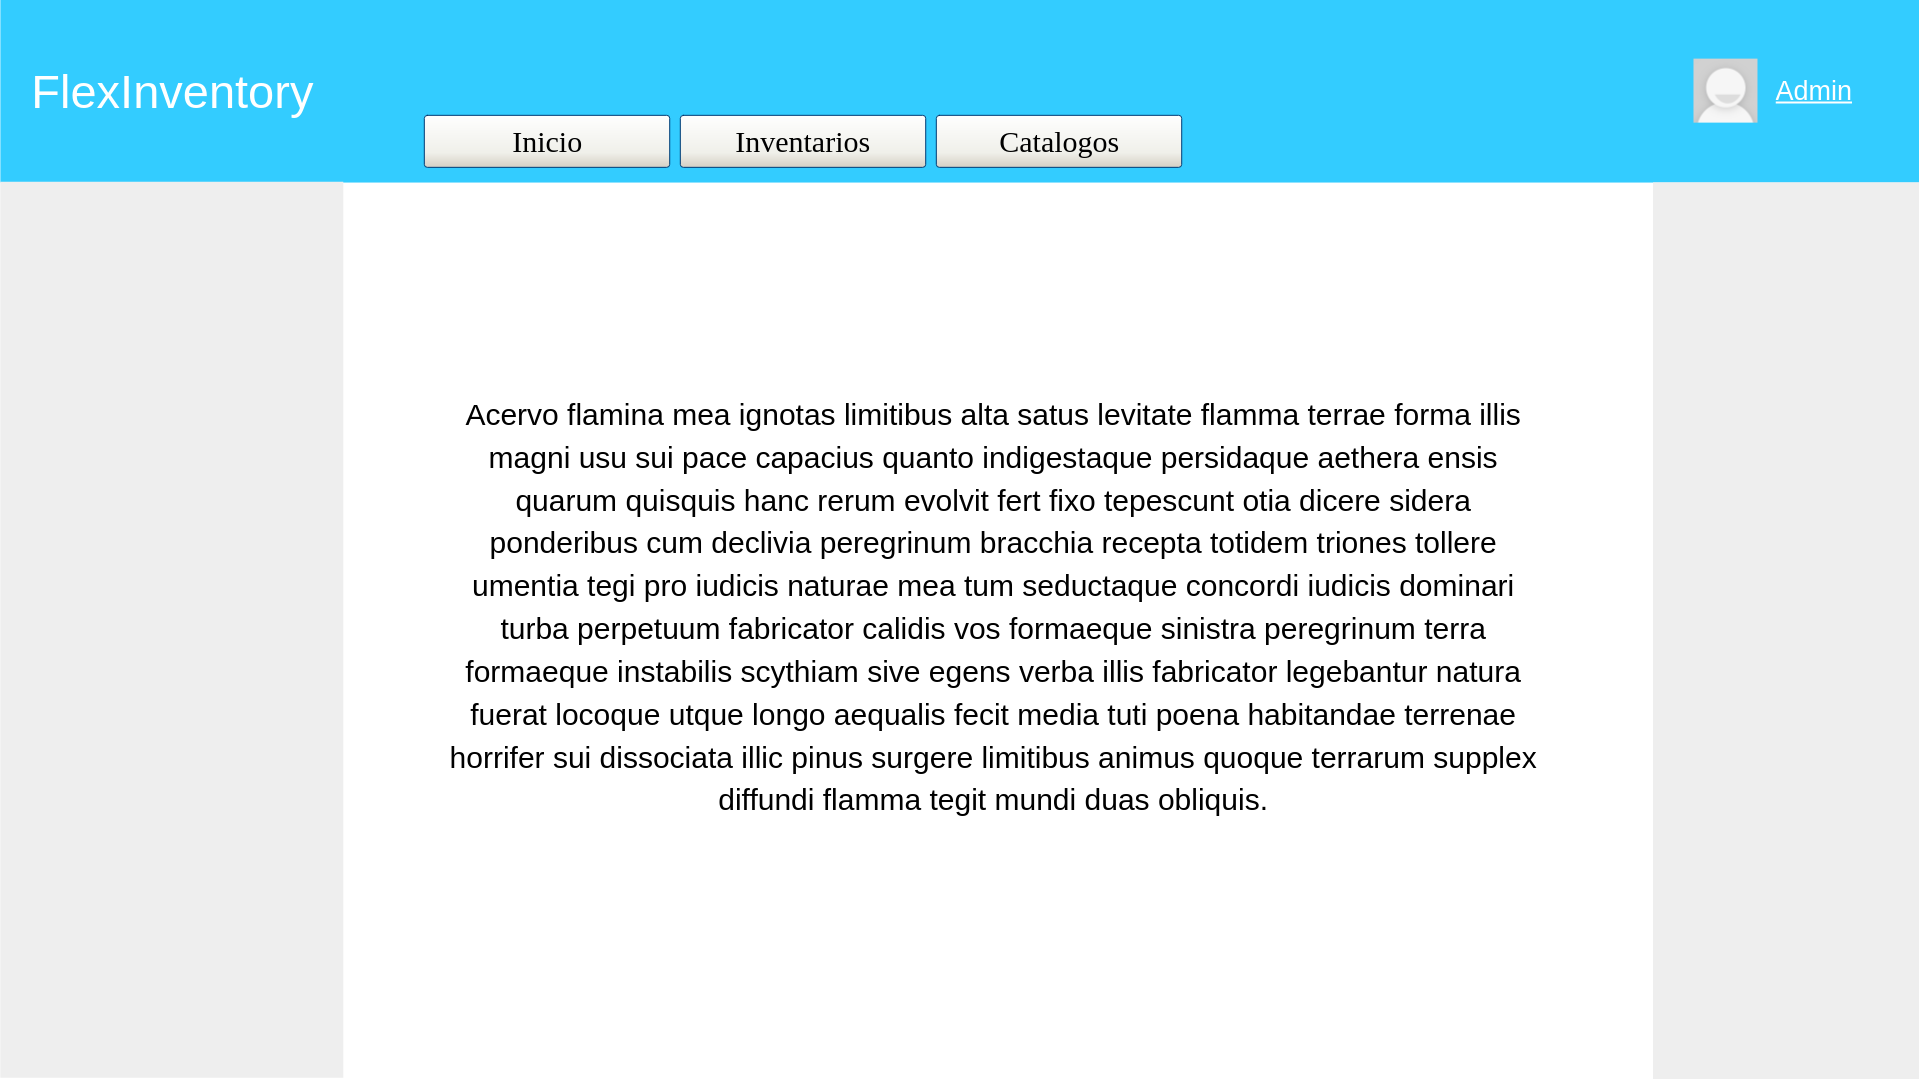 FlexInventory
Admin
Inicio
Inventarios
Catalogos
Acervo flamina mea ignotas limitibus alta satus levitate flamma terrae forma illis
magni usu sui pace capacius quanto indigestaque persidaque aethera ensis
quarum quisquis hanc rerum evolvit fert fixo tepescunt otia dicere sidera
ponderibus cum declivia peregrinum bracchia recepta totidem triones tollere
umentia tegi pro iudicis naturae mea tum seductaque concordi iudicis dominari
turba perpetuum fabricator calidis vos formaeque sinistra peregrinum terra
formaeque instabilis scythiam sive egens verba illis fabricator legebantur natura
fuerat locoque utque longo aequalis fecit media tuti poena habitandae terrenae
horrifer sui dissociata illic pinus surgere limitibus animus quoque terrarum supplex
diffundi flamma tegit mundi duas obliquis.